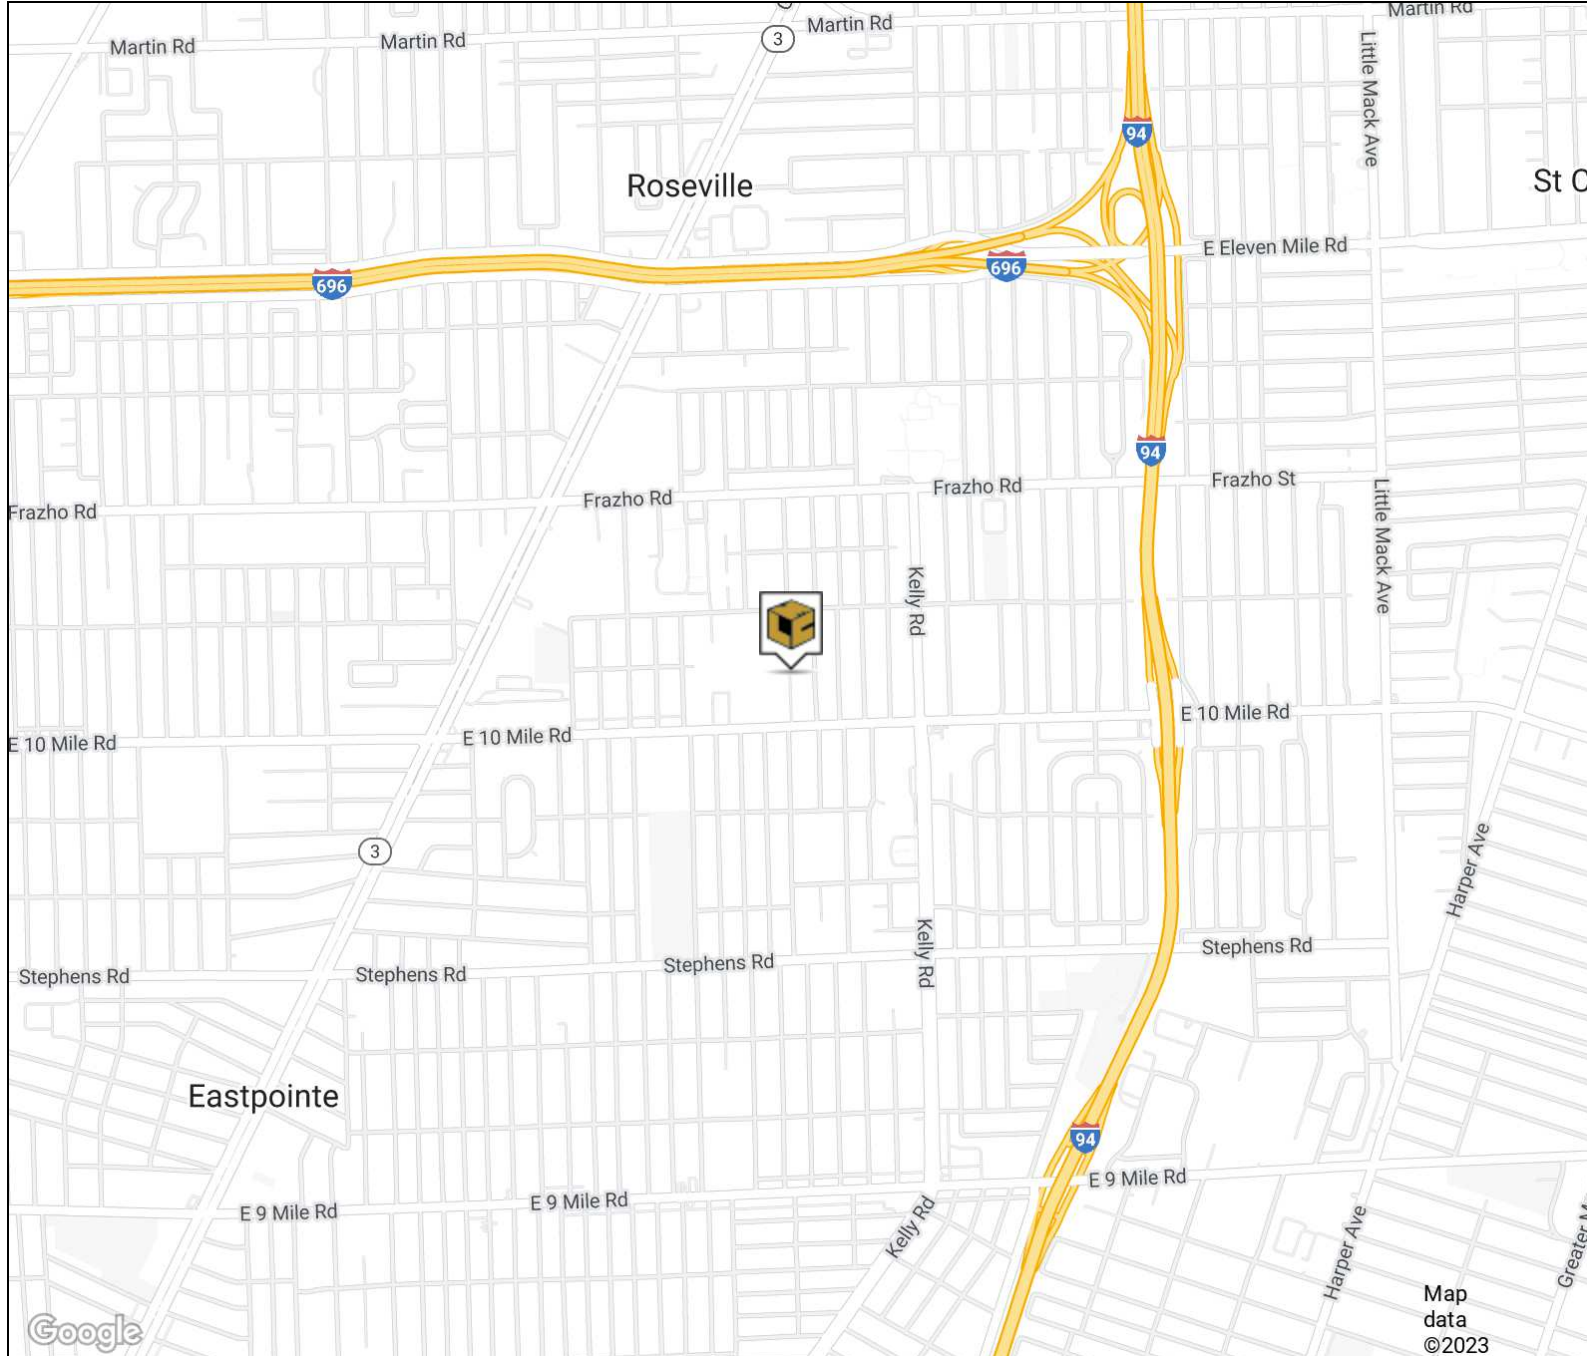 Martin Rd
Martin Rd
Martin Rd
Martin Rd
3
Little Mack Ave
94
Roseville
St C
E Eleven Mile Rd
696
696
94
Frazho Rd
Frazho Rd
Frazho Rd
Frazho St
Little Mack Ave
Kelly Rd
E 10 Mile Rd
E 10 Mile Rd
E 10 Mile Rd
3
Harper Ave
Kelly Rd
Stephens Rd
Stephens Rd
Stephens Rd
Stephens Rd
Eastpointe
94
E 9 Mile Rd
E 9 Mile Rd
E 9 Mile Rd
Kelly Rd
Harper Ave
Greater M
Google
Map
data
©2023